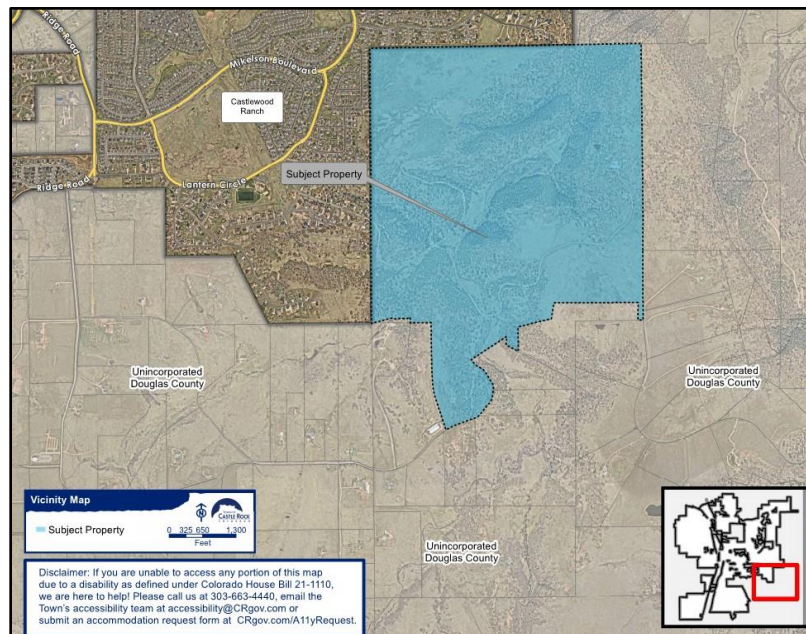 Ridge Road
Mikelson Boulevard
Castlewood
Ranch
Subject Property
Ridge Road
Lantern Circle
Unincorporated
Douglas County
Unincorporated
Douglas County
Unincorporated
Douglas County
Vicinity Map
Subject Property
N
CASTLE ROCK
COLORADO
0 325 650 1,300
Feet
Disclaimer: If you are unable to access any portion of this map
due to a disability as defined under Colorado House Bill 21-1110,
we are here to help! Please call us at 303-663-4440, email the
Town's accessibility team at accessibility@CRgov.com or
submit an accommodation request form at CRgov.com/A11yRequest.